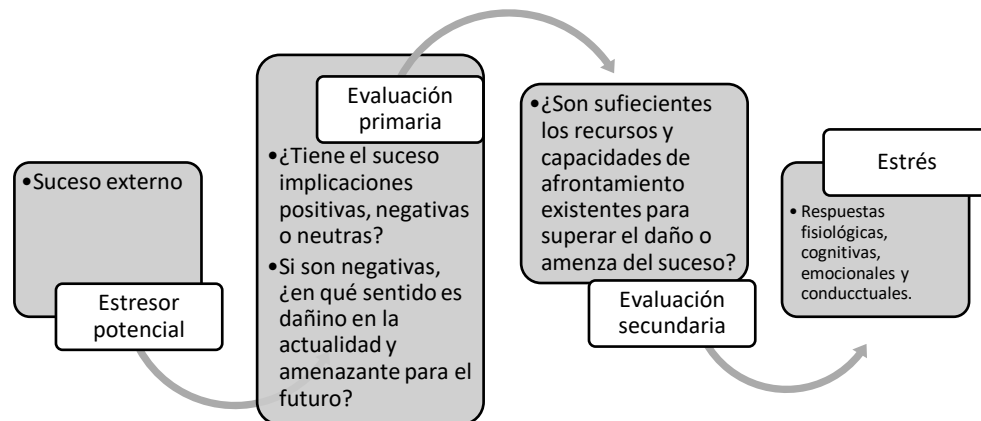 •Suceso externo
Estresor
potencial
Evaluación
primaria
•¿Tiene el suceso
implicaciones
positivas, negativas
o neutras?
•Si son negativas,
¿en qué sentido es
dañino en la
actualidad y
amenazante para el
futuro?
•¿Son sufiecientes
los recursos y
capacidades de
afrontamiento
existentes para
superar el daño o
amenza del suceso?
Evaluación
secundaria
Estrés
• Respuestas
fisiológicas,
cognitivas,
emocionales y
conducctuales.